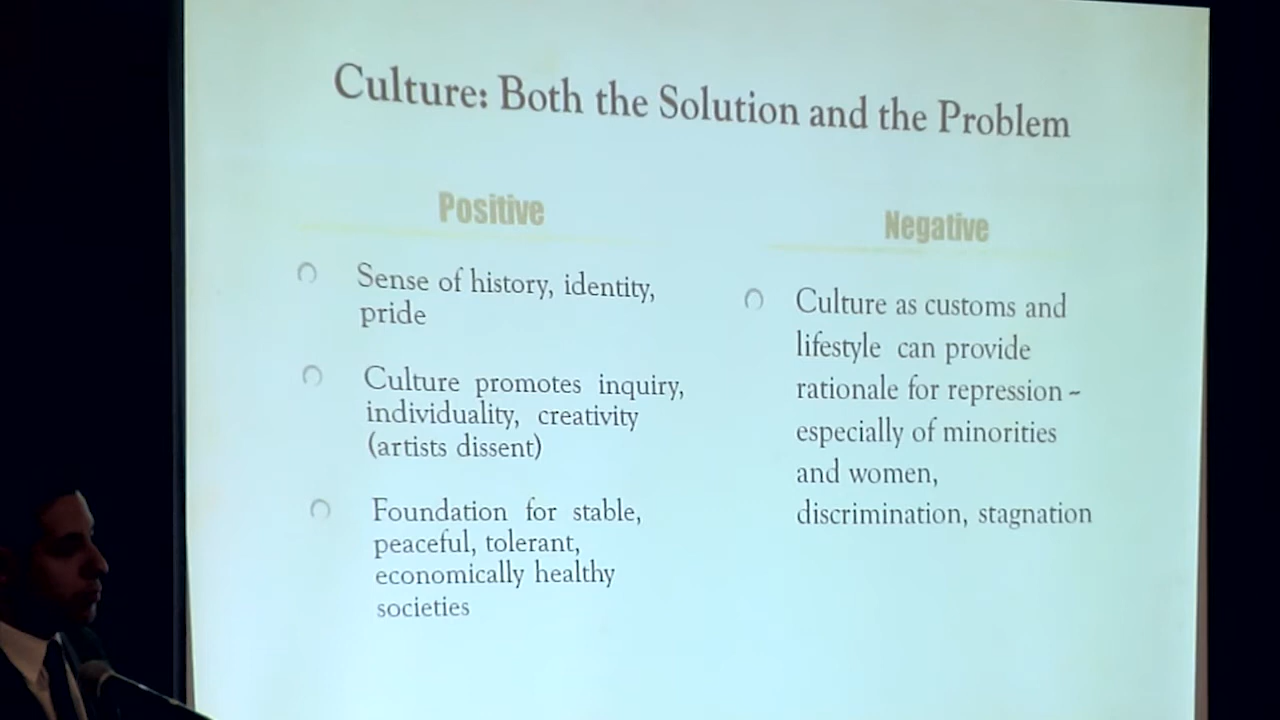 Culture: Both the Solution and the Problem
Positive
Sense of history, identity,
pride
Culture promotes inquiry,
individuality, creativity
(artists dissent)
Foundation for stable,
peaceful, tolerant,
economically healthy
societies
Negative
Culture as customs and
lifestyle can provide
rationale for repression ~
especially of minorities
and women,
discrimination, stagnation